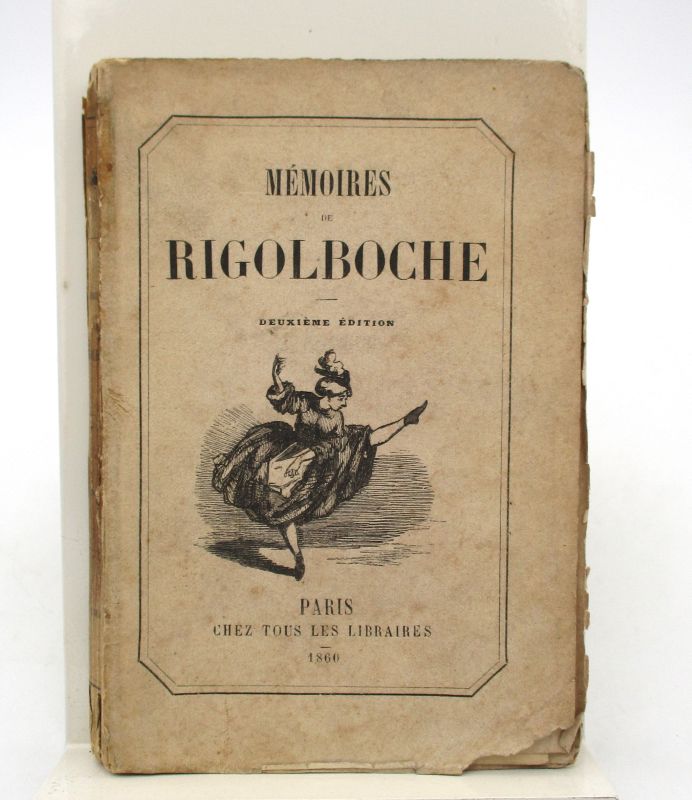 MÉMOIRES
DE
RIGOLBOCHE
DEUXIÈME ÉDITION
PARIS
CHEZ TOUS LES LIBRAIRES
1860